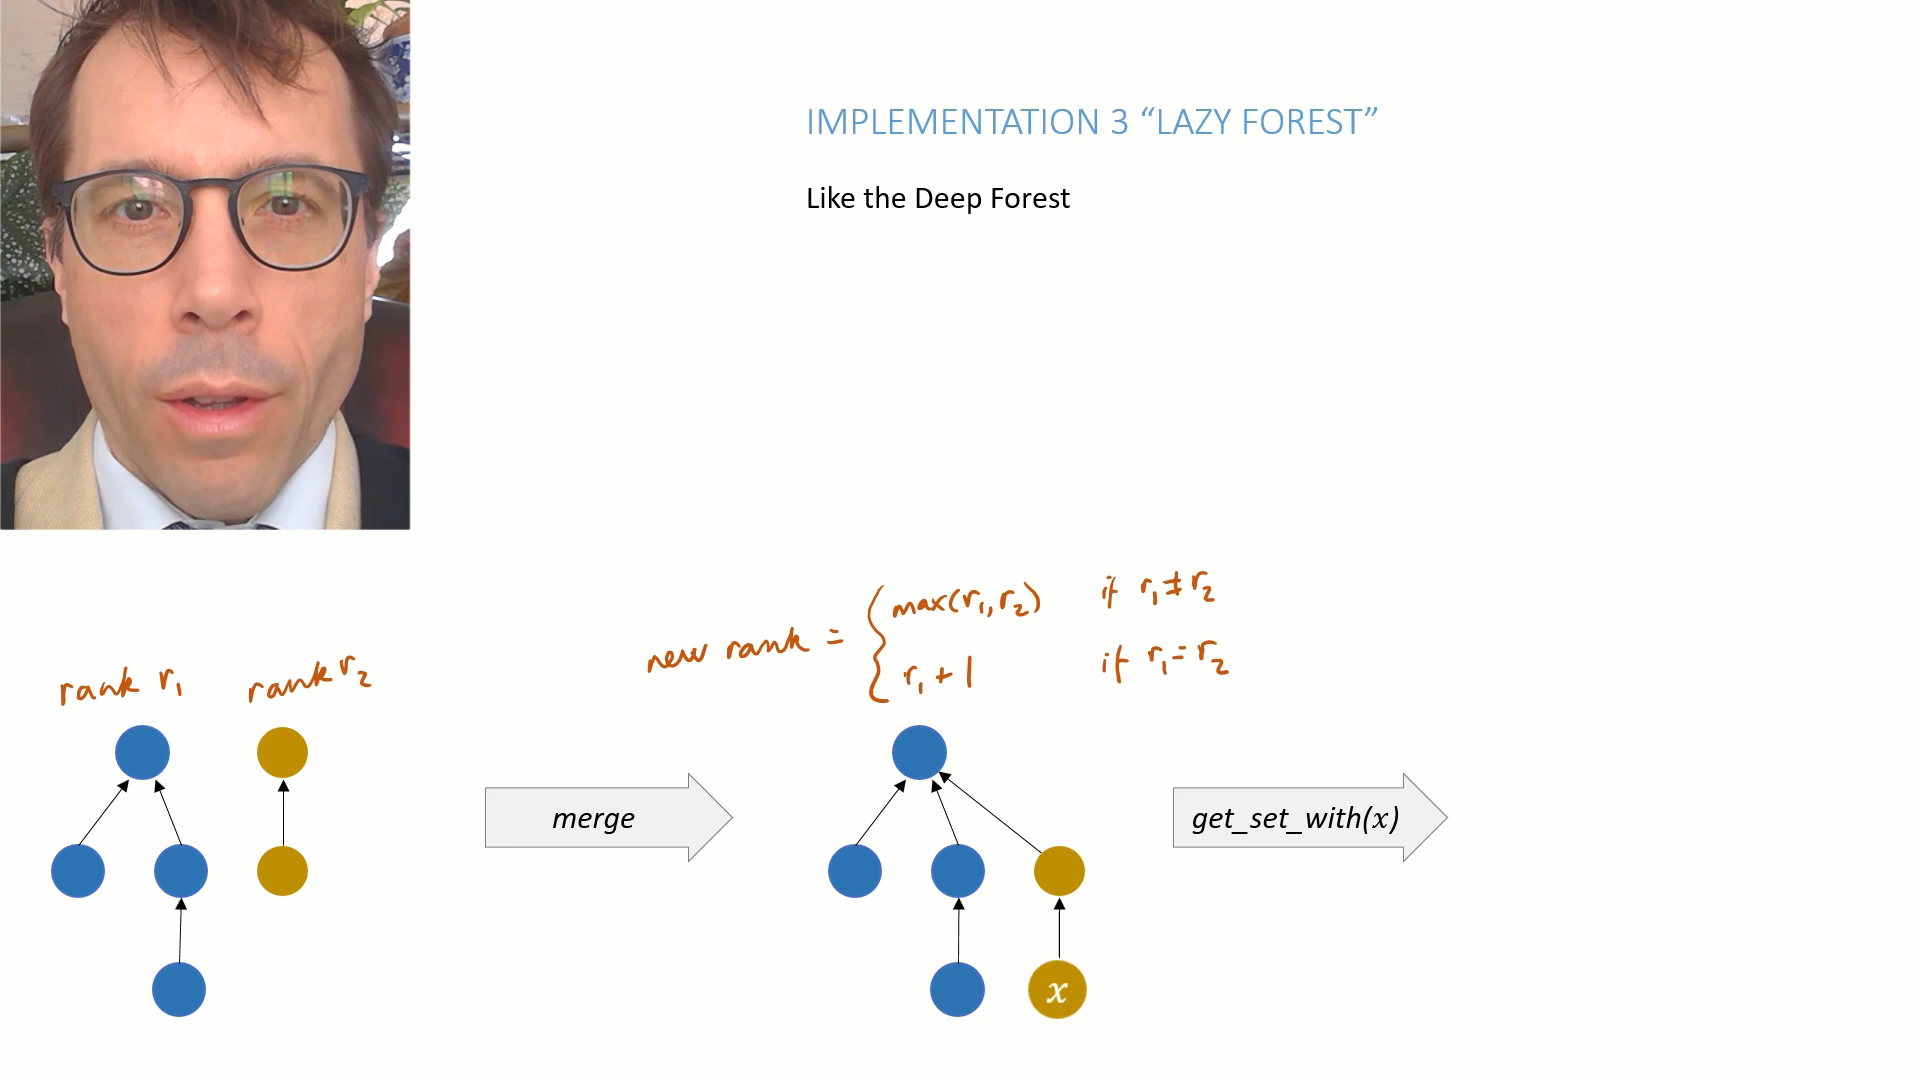 IMPLEMENTATION 3 “LAZY FOREST”
Like the Deep Forest
new rank = { max(r₁, r₂) if r₁ ≠ r₂
r₁ + 1 if r₁ = r₂
rank r₁ rank r₂
merge
get_set_with(x)
x